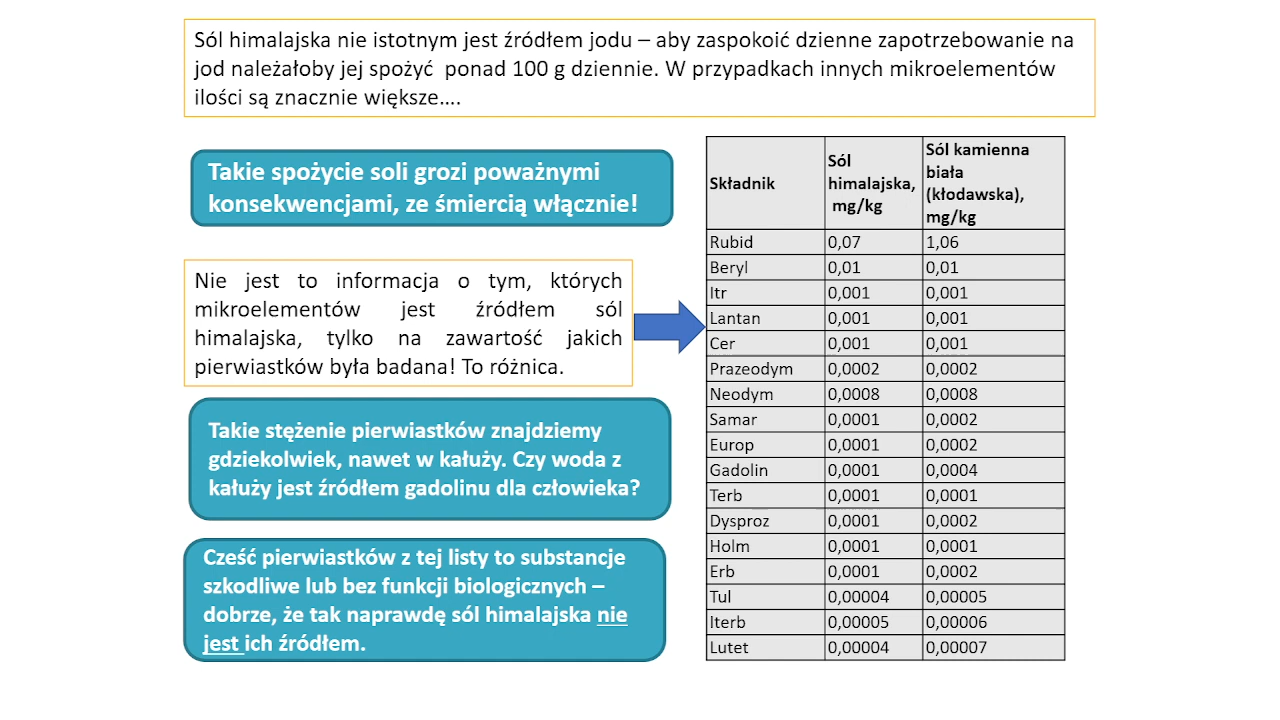 Sól himalajska nie istotnym jest źródłem jodu – aby zaspokoić dzienne zapotrzebowanie na
jod należałoby jej spożyć ponad 100 g dziennie. W przypadkach innych mikroelementów
ilości są znacznie większe….
Takie spożycie soli grozi poważnymi
konsekwencjami, ze śmiercią włącznie!
Nie jest to informacja o tym, których
mikroelementów jest źródłem sól
himalajska, tylko na zawartość jakich
pierwiastków była badana! To różnica.
Takie stężenie pierwiastków znajdziemy
gdziekolwiek, nawet w kałuży. Czy woda z
kałuży jest źródłem gadolinu dla człowieka?
Cześć pierwiastków z tej listy to substancje
szkodliwe lub bez funkcji biologicznych –
dobrze, że tak naprawdę sól himalajska nie
jest ich źródłem.
Składnik Sól himalajska, mg/kg Sól kamienna biała (kłodawska), mg/kg
Rubid 0,07 1,06
Beryl 0,01 0,01
Itr 0,001 0,001
Lantan 0,001 0,001
Cer 0,001 0,001
Prazeodym 0,0002 0,0002
Neodym 0,0008 0,0008
Samar 0,0001 0,0002
Europ 0,0001 0,0002
Gadolin 0,0001 0,0004
Terb 0,0001 0,0001
Dysproz 0,0001 0,0002
Holm 0,0001 0,0001
Erb 0,0001 0,0002
Tul 0,00004 0,00005
Iterb 0,00005 0,00006
Lutet 0,00004 0,00007